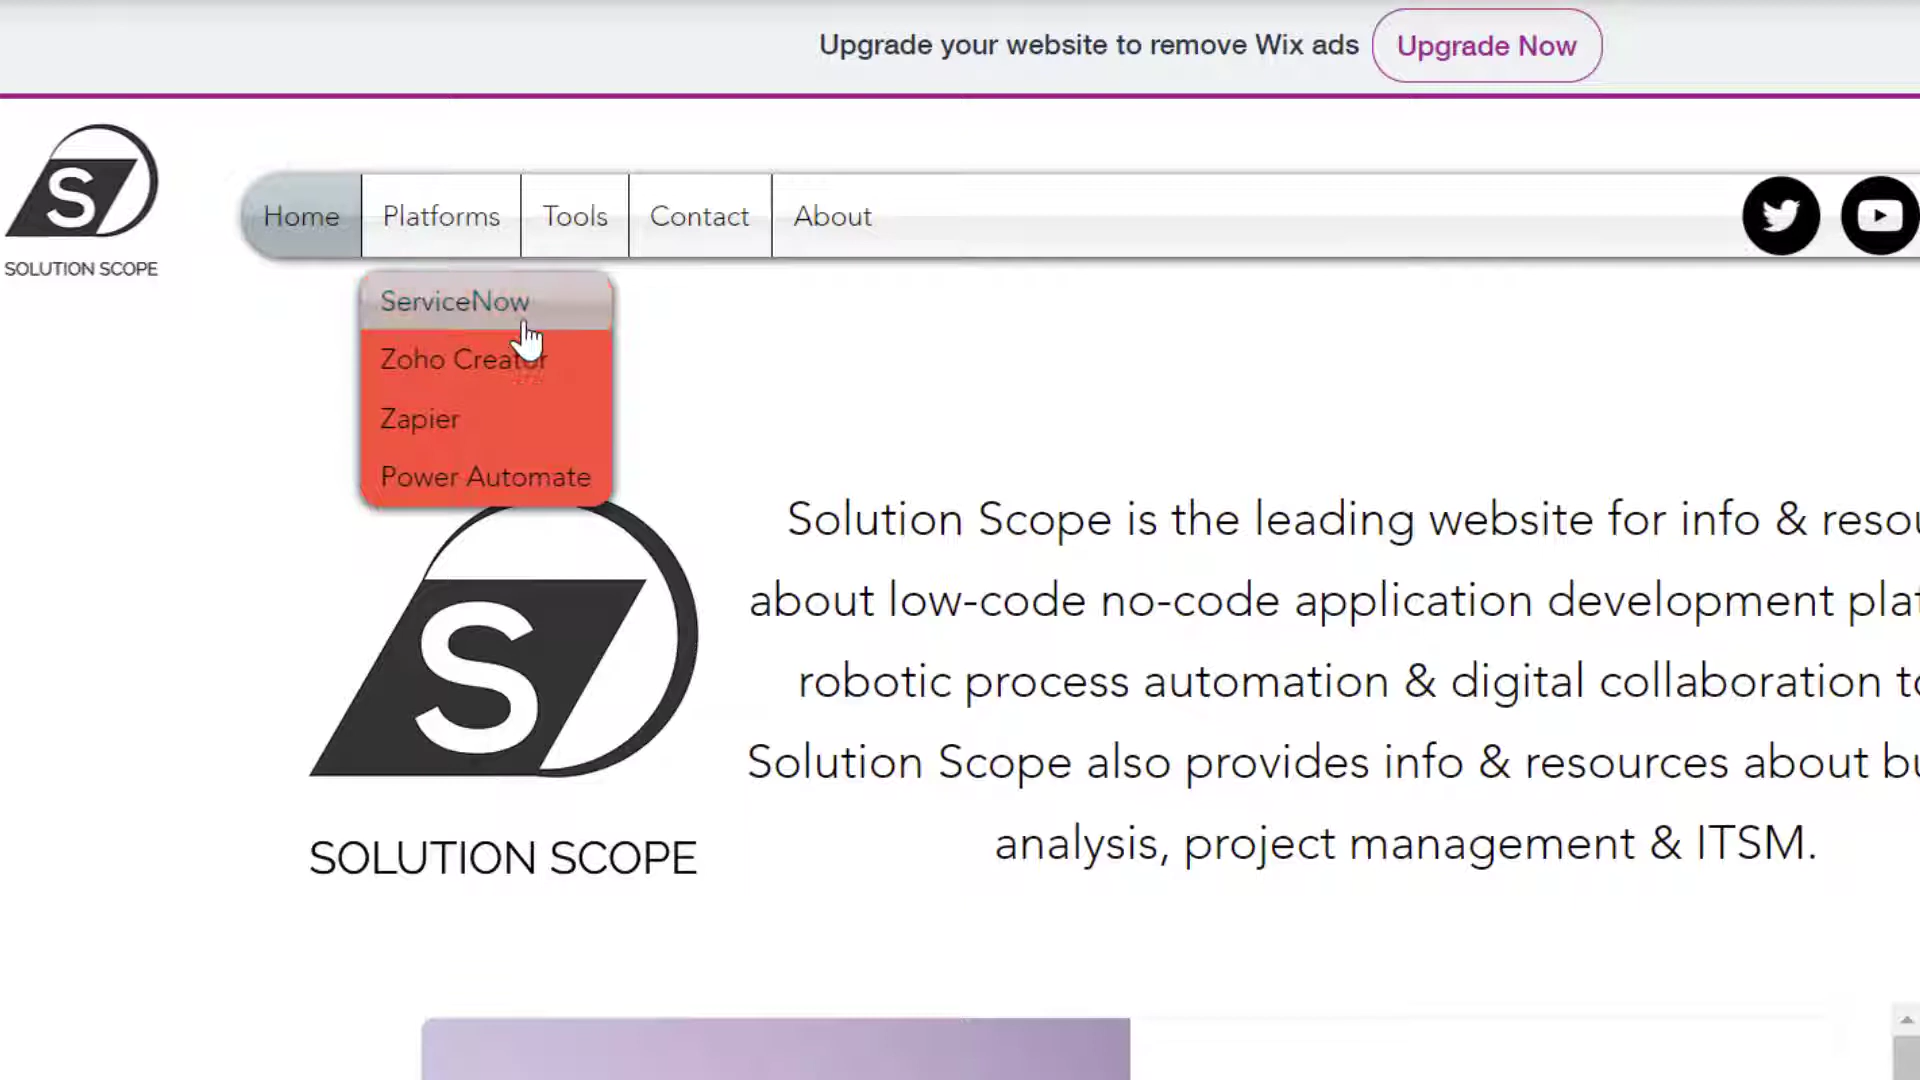 Upgrade your website to remove Wix ads
Upgrade Now
S
SOLUTION SCOPE
Home
Platforms
Tools
Contact
About
ServiceNow
Zoho Creator
Zapier
Power Automate
S
SOLUTION SCOPE
Solution Scope is the leading website for info &
about low-code no-code application development
robotic process automation & digital collaboration
Solution Scope also provides info & resources about
analysis, project management & ITSM.